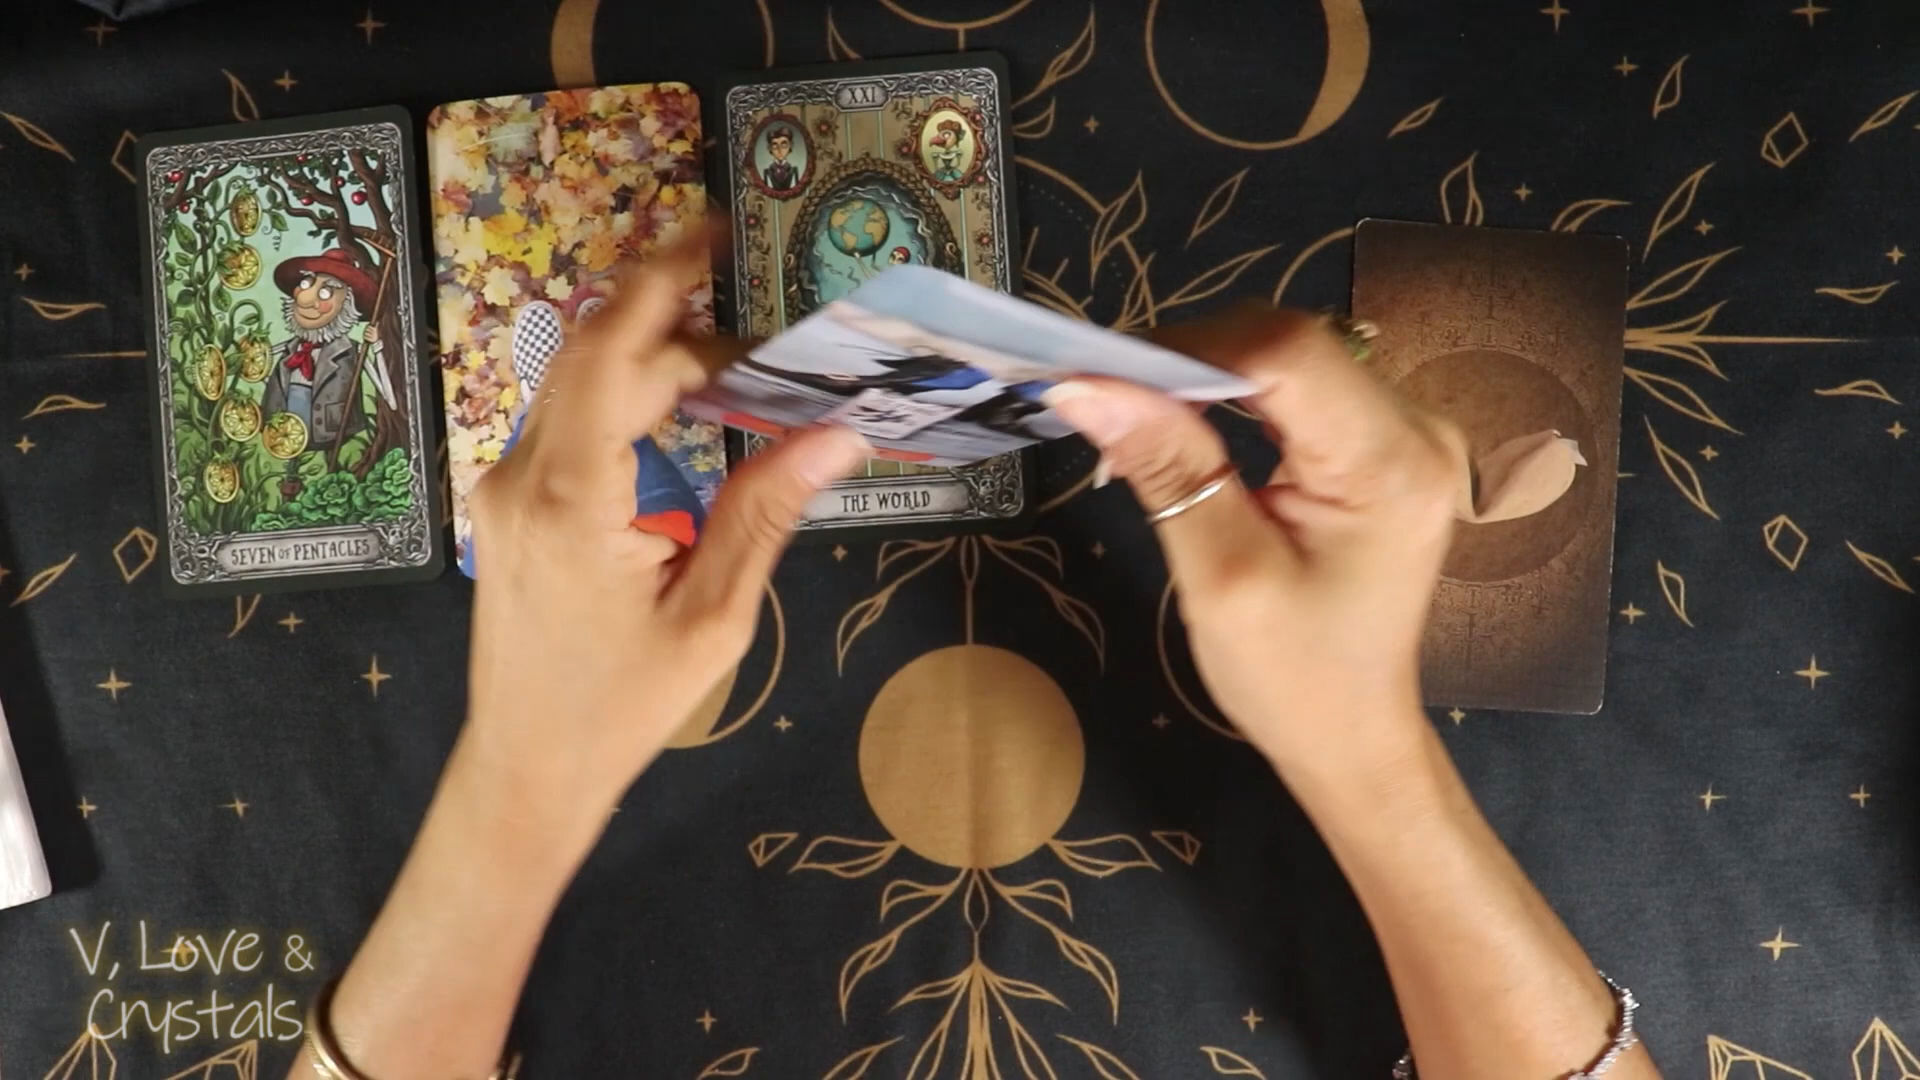 XXI
SEVEN OF PENTACLES
THE WORLD
V, Love &
Crystals